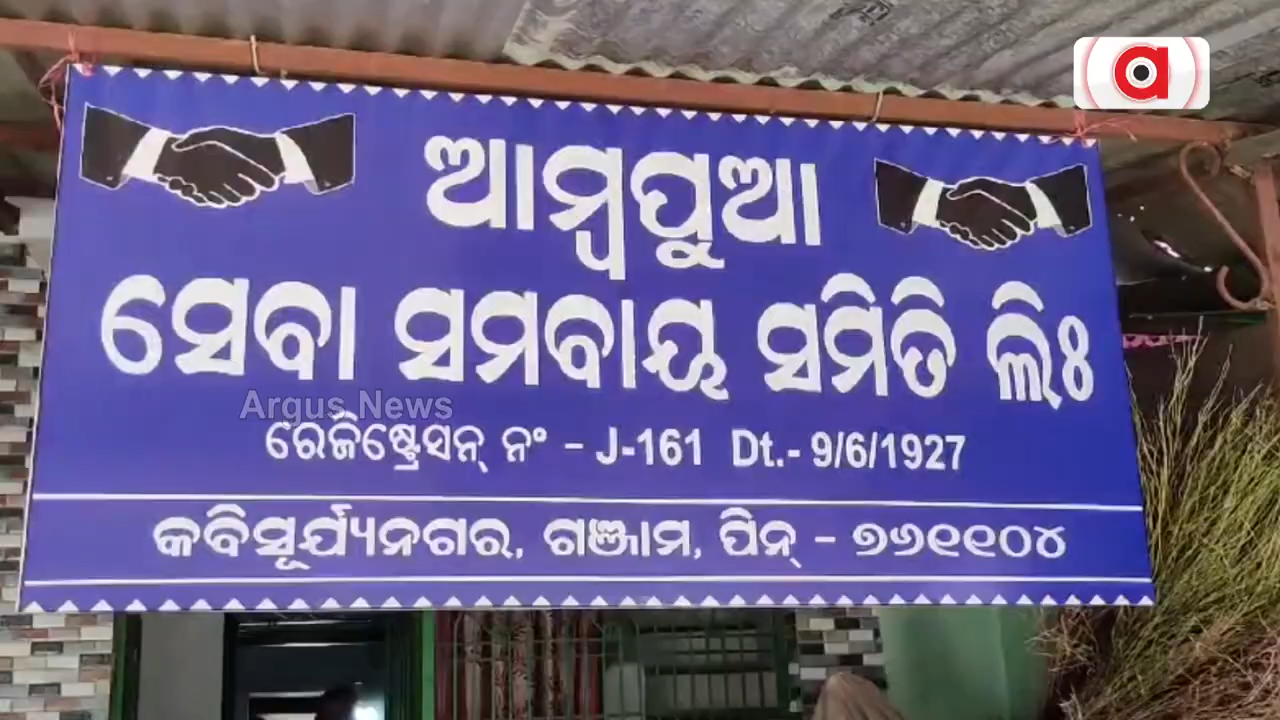 a
ଆମ୍ବପୁଆ
ସେବା ସମବାୟ ସମିତି ଲିଃ
Argus News
ରେଜିଷ୍ଟ୍ରେସନ୍ ନଂ - J-161 Dt.- 9/6/1927
କବିସୂର୍ଯ୍ୟନଗର, ଗଞ୍ଜାମ, ପିନ୍ - ୭୬୧୧୦୪